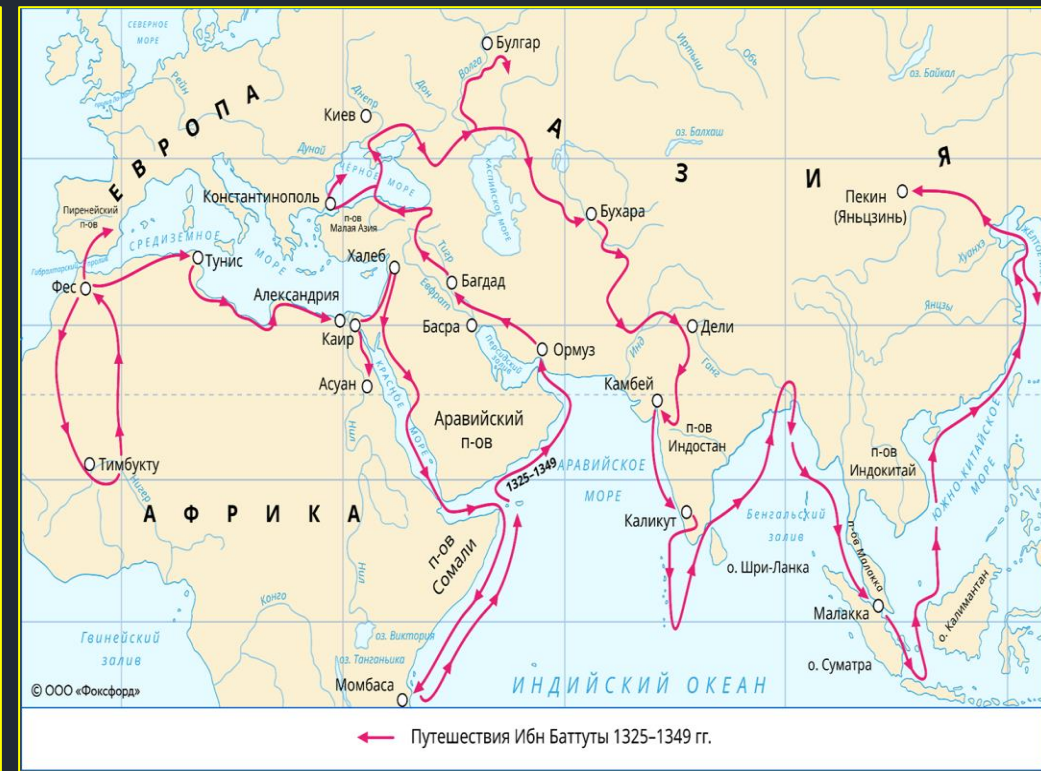 СЕВЕРНОЕ
МОРЕ
Рейн
ЕВРОПА
Днепр
Дон
Волга
Булгар
Иртыш
Обь
оз. Байкал
Киев
Дунай
ЧЁРНОЕ МОРЕ
КАСПИЙСКОЕ МОРЕ
оз. Балхаш
АЗИЯ
Пиренейский
п-ов
СРЕДИЗЕМНОЕ
МОРЕ
Константинополь
п-ов
Малая Азия
Бухара
Пекин
(Яньцзинь)
Хуанхэ
Гибралтарский пролив
Фес
Тунис
Халеб
Тигр
Багдад
Евфрат
Александрия
Каир
Басра
Персидский
залив
Ормуз
Инд
Дели
Ганг
Янцзы
Асуан
КРАСНОЕ
МОРЕ
Нил
Аравийский
п-ов
Камбей
п-ов
Индостан
п-ов
Индокитай
Тимбукту
Нигер
АФРИКА
1325–1349
АРАВИЙСКОЕ
МОРЕ
Каликут
Бенгальский
залив
ЮЖНО-КИТАЙСКОЕ
МОРЕ
п-ов
Сомали
о. Шри-Ланка
п-ов Малакка
Малакка
о. Калимантан
Нил
Конго
Гвинейский
залив
оз. Виктория
оз. Танганьика
о. Суматра
Момбаса
ИНДИЙСКИЙ ОКЕАН
© ООО «Фоксфорд»
Путешествия Ибн Баттуты 1325–1349 гг.